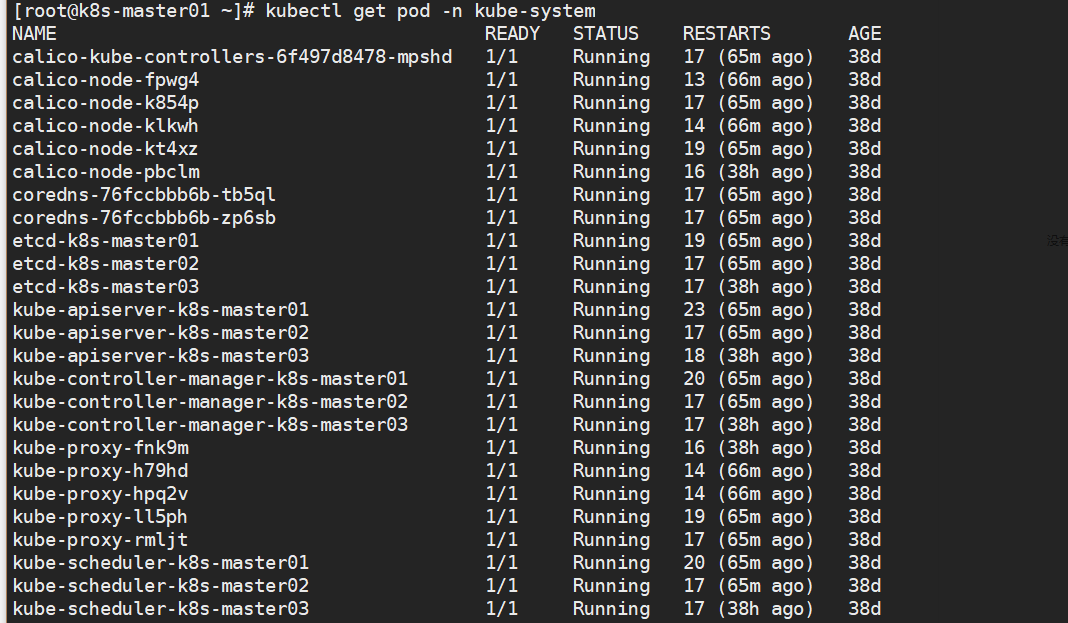 [root@k8s-master01 ~]# kubectl get pod -n kube-system
NAME READY STATUS RESTARTS AGE
calico-kube-controllers-6f497d8478-mpshd 1/1 Running 17 (65m ago) 38d
calico-node-fpwg4 1/1 Running 13 (66m ago) 38d
calico-node-k854p 1/1 Running 17 (65m ago) 38d
calico-node-klkwh 1/1 Running 14 (66m ago) 38d
calico-node-kt4xz 1/1 Running 19 (65m ago) 38d
calico-node-pbclm 1/1 Running 16 (38h ago) 38d
coredns-76fccbbb6b-tb5ql 1/1 Running 17 (65m ago) 38d
coredns-76fccbbb6b-zp6sb 1/1 Running 17 (65m ago) 38d
etcd-k8s-master01 1/1 Running 19 (65m ago) 38d
etcd-k8s-master02 1/1 Running 17 (65m ago) 38d
etcd-k8s-master03 1/1 Running 17 (38h ago) 38d
kube-apiserver-k8s-master01 1/1 Running 23 (65m ago) 38d
kube-apiserver-k8s-master02 1/1 Running 17 (65m ago) 38d
kube-apiserver-k8s-master03 1/1 Running 18 (38h ago) 38d
kube-controller-manager-k8s-master01 1/1 Running 20 (65m ago) 38d
kube-controller-manager-k8s-master02 1/1 Running 17 (65m ago) 38d
kube-controller-manager-k8s-master03 1/1 Running 17 (38h ago) 38d
kube-proxy-fnk9m 1/1 Running 16 (38h ago) 38d
kube-proxy-h79hd 1/1 Running 14 (66m ago) 38d
kube-proxy-hpq2v 1/1 Running 14 (66m ago) 38d
kube-proxy-ll5ph 1/1 Running 19 (65m ago) 38d
kube-proxy-rmljt 1/1 Running 17 (65m ago) 38d
kube-scheduler-k8s-master01 1/1 Running 20 (65m ago) 38d
kube-scheduler-k8s-master02 1/1 Running 17 (65m ago) 38d
kube-scheduler-k8s-master03 1/1 Running 17 (38h ago) 38d